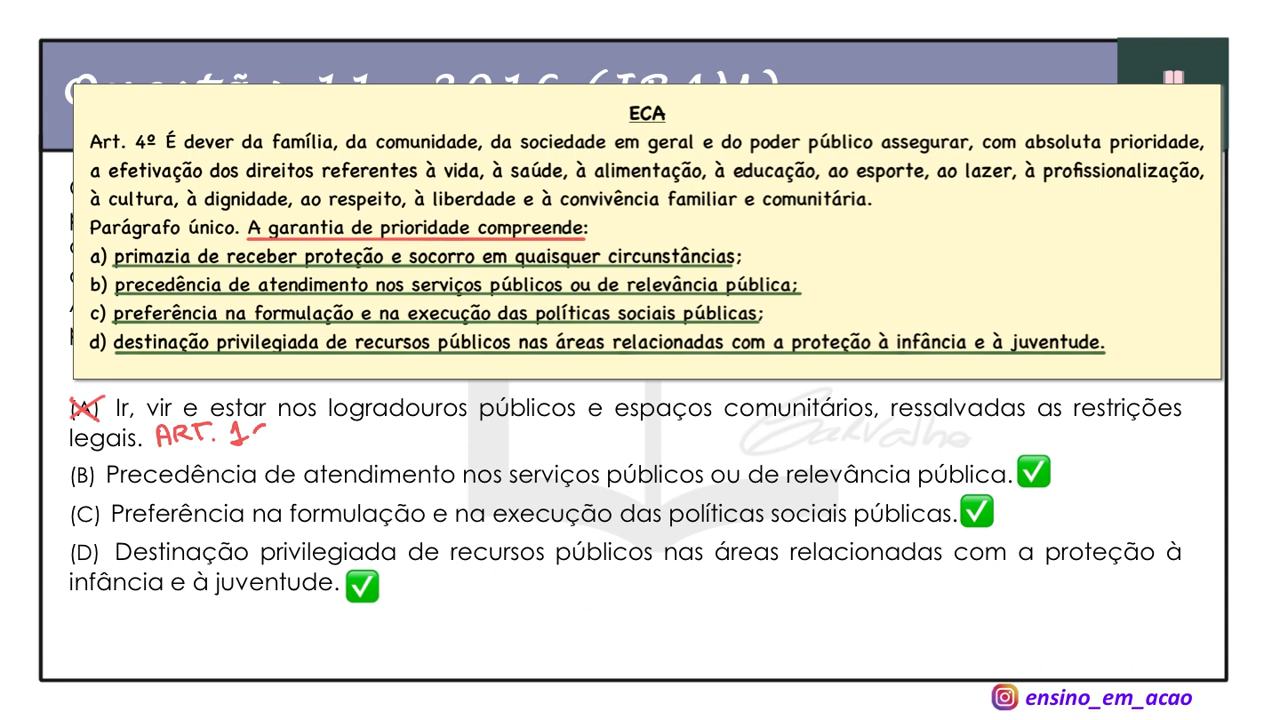 ECA
Art. 4º É dever da família, da comunidade, da sociedade em geral e do poder público assegurar, com absoluta prioridade,
a efetivação dos direitos referentes à vida, à saúde, à alimentação, à educação, ao esporte, ao lazer, à profissionalização,
à cultura, à dignidade, ao respeito, à liberdade e à convivência familiar e comunitária.
Parágrafo único. A garantia de prioridade compreende:
a) primazia de receber proteção e socorro em quaisquer circunstâncias;
b) precedência de atendimento nos serviços públicos ou de relevância pública;
c) preferência na formulação e na execução das políticas sociais públicas;
d) destinação privilegiada de recursos públicos nas áreas relacionadas com a proteção à infância e à juventude.
(A) Ir, vir e estar nos logradouros públicos e espaços comunitários, ressalvadas as restrições
legais. ART. 1
(B) Precedência de atendimento nos serviços públicos ou de relevância pública.
(C) Preferência na formulação e na execução das políticas sociais públicas.
(D) Destinação privilegiada de recursos públicos nas áreas relacionadas com a proteção à
infância e à juventude.
Carvalho
ensino_em_acao